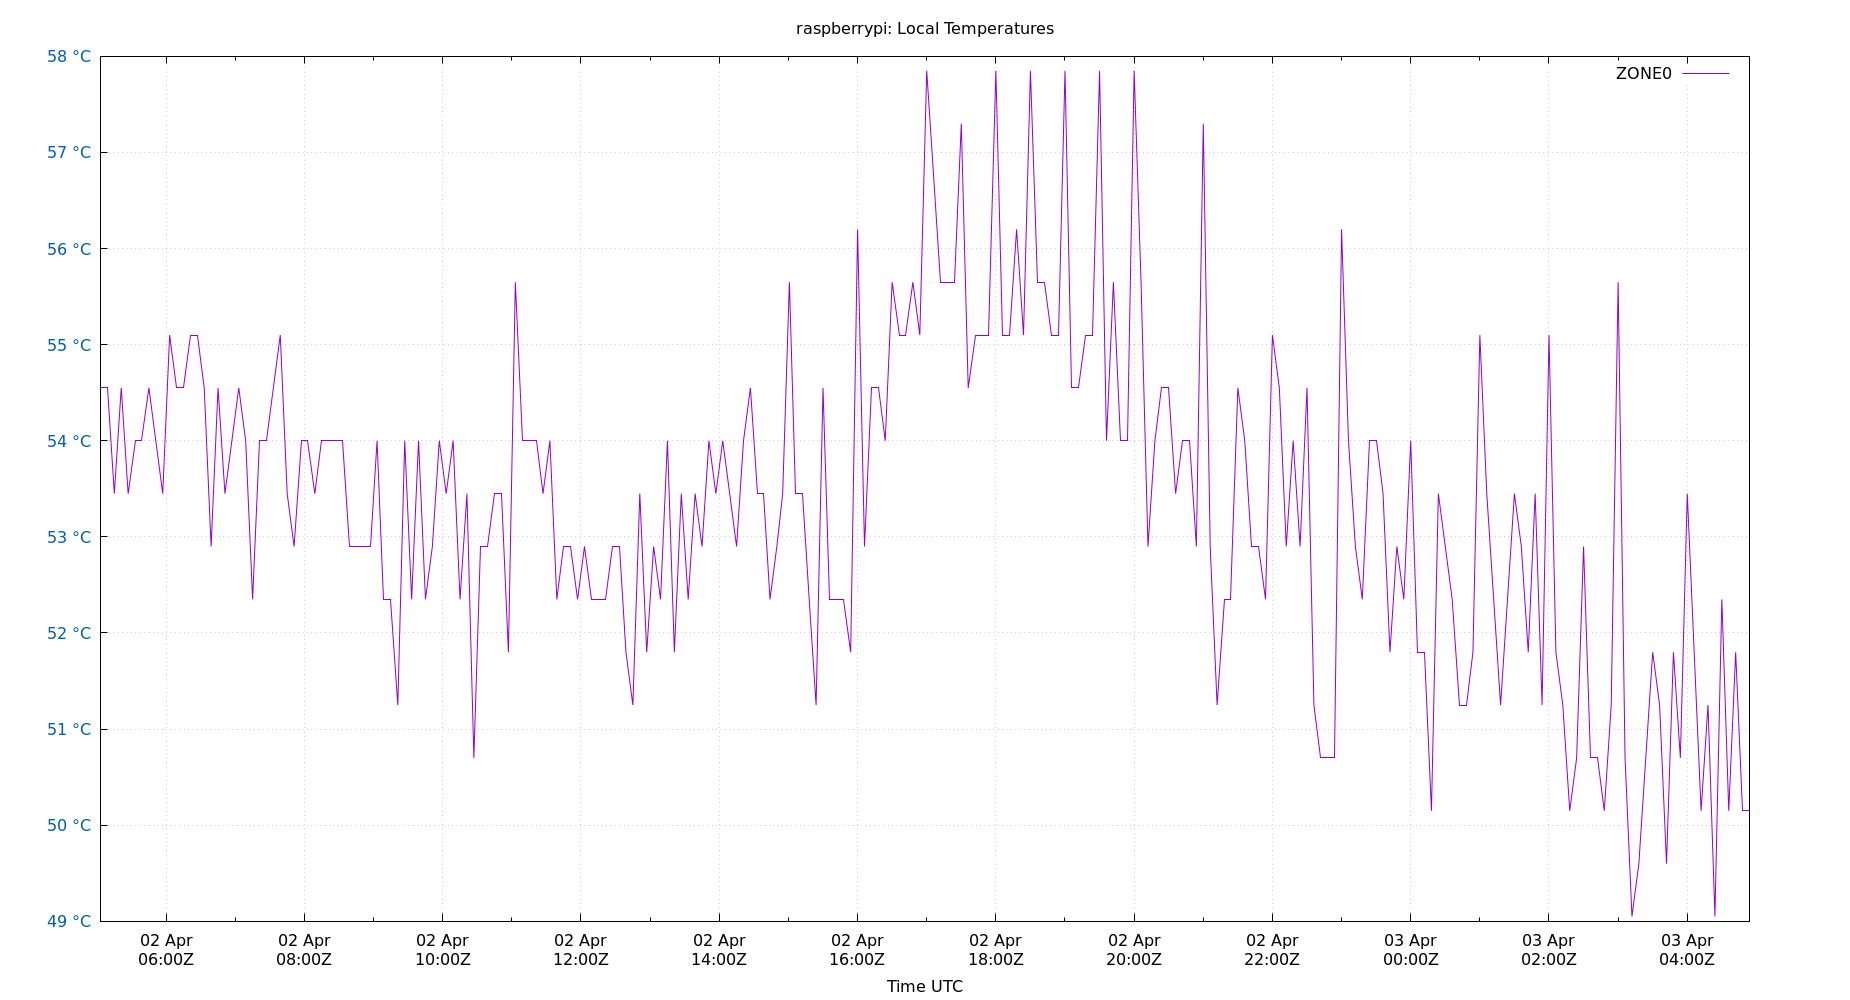 raspberrypi: Local Temperatures
58 °C
57 °C
56 °C
55 °C
54 °C
53 °C
52 °C
51 °C
50 °C
49 °C
ZONE0
02 Apr 02 Apr 02 Apr 02 Apr 02 Apr 02 Apr 02 Apr 02 Apr 02 Apr 03 Apr 03 Apr 03 Apr
06:00Z 08:00Z 10:00Z 12:00Z 14:00Z 16:00Z 18:00Z 20:00Z 22:00Z 00:00Z 02:00Z 04:00Z
Time UTC